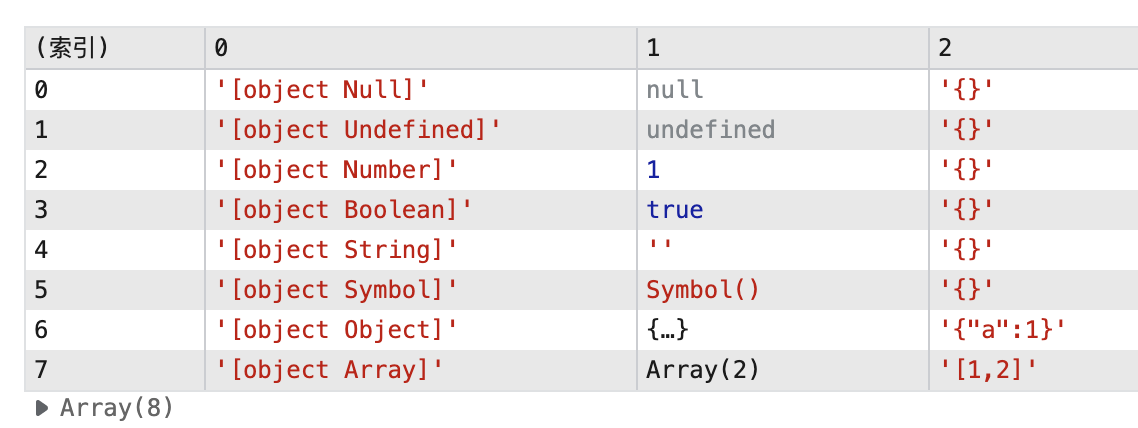 (索引) 0 1 2
0 '[object Null]' null '{}'
1 '[object Undefined]' undefined '{}'
2 '[object Number]' 1 '{}'
3 '[object Boolean]' true '{}'
4 '[object String]' '' '{}'
5 '[object Symbol]' Symbol() '{}'
6 '[object Object]' {…} '{"a":1}'
7 '[object Array]' Array(2) '[1,2]'
▶ Array(8)